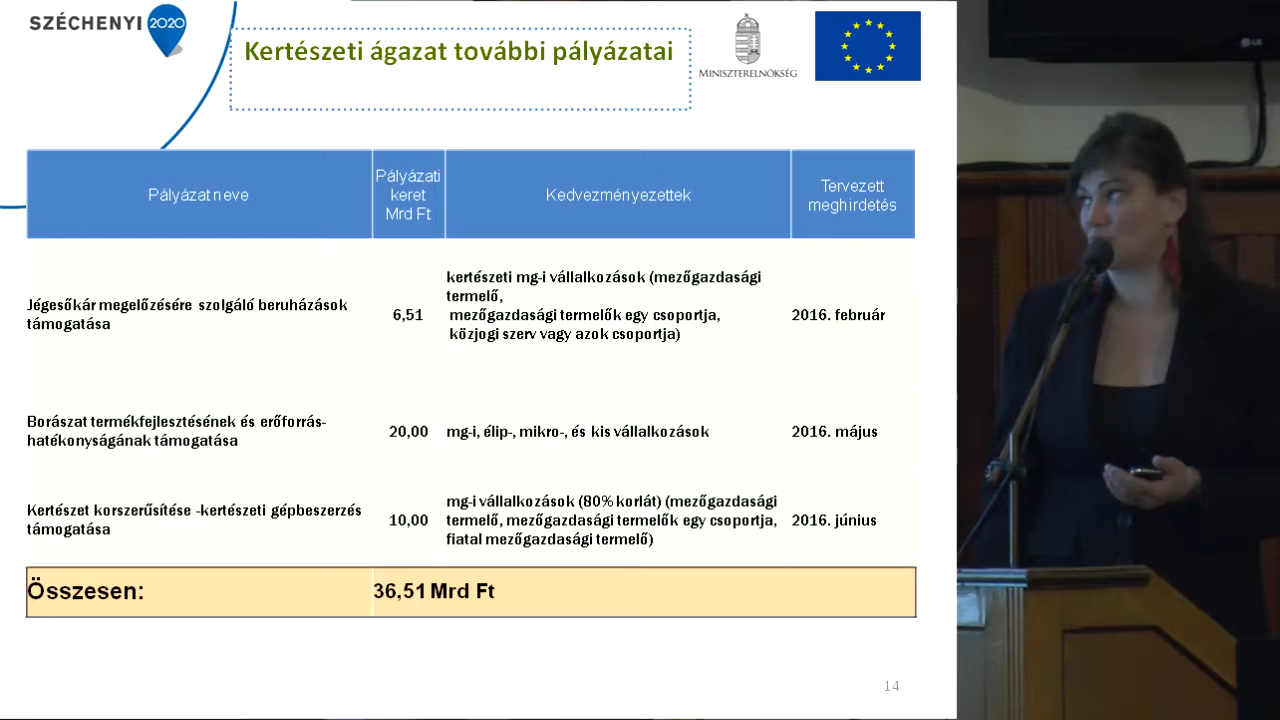 SZÉCHENYI 2020
Kertészeti ágazat további pályázatai
MINISZTERELNÖKSÉG
LG
Pályázat neve
Pályázati
keret
Mrd Ft
Kedvezményezettek
Tervezett
meghirdetés
Jégesőkár megelőzésére szolgáló beruházások
támogatása
6,51
kertészeti mg-i vállalkozások (mezőgazdasági
termelő,
mezőgazdasági termelők egy csoportja,
közjogi szerv vagy azok csoportja)
2016. február
Borászat termékfejlesztésének és erőforrás-
hatékonyságának támogatása
20,00
mg-i, élip-, mikro-, és kis vállalkozások
2016. május
Kertészet korszerűsítése -kertészeti gépbeszerzés
támogatása
10,00
mg-i vállalkozások (80% korlát) (mezőgazdasági
termelő, mezőgazdasági termelők egy csoportja,
fiatal mezőgazdasági termelő)
2016. június
Összesen:
36,51 Mrd Ft
14